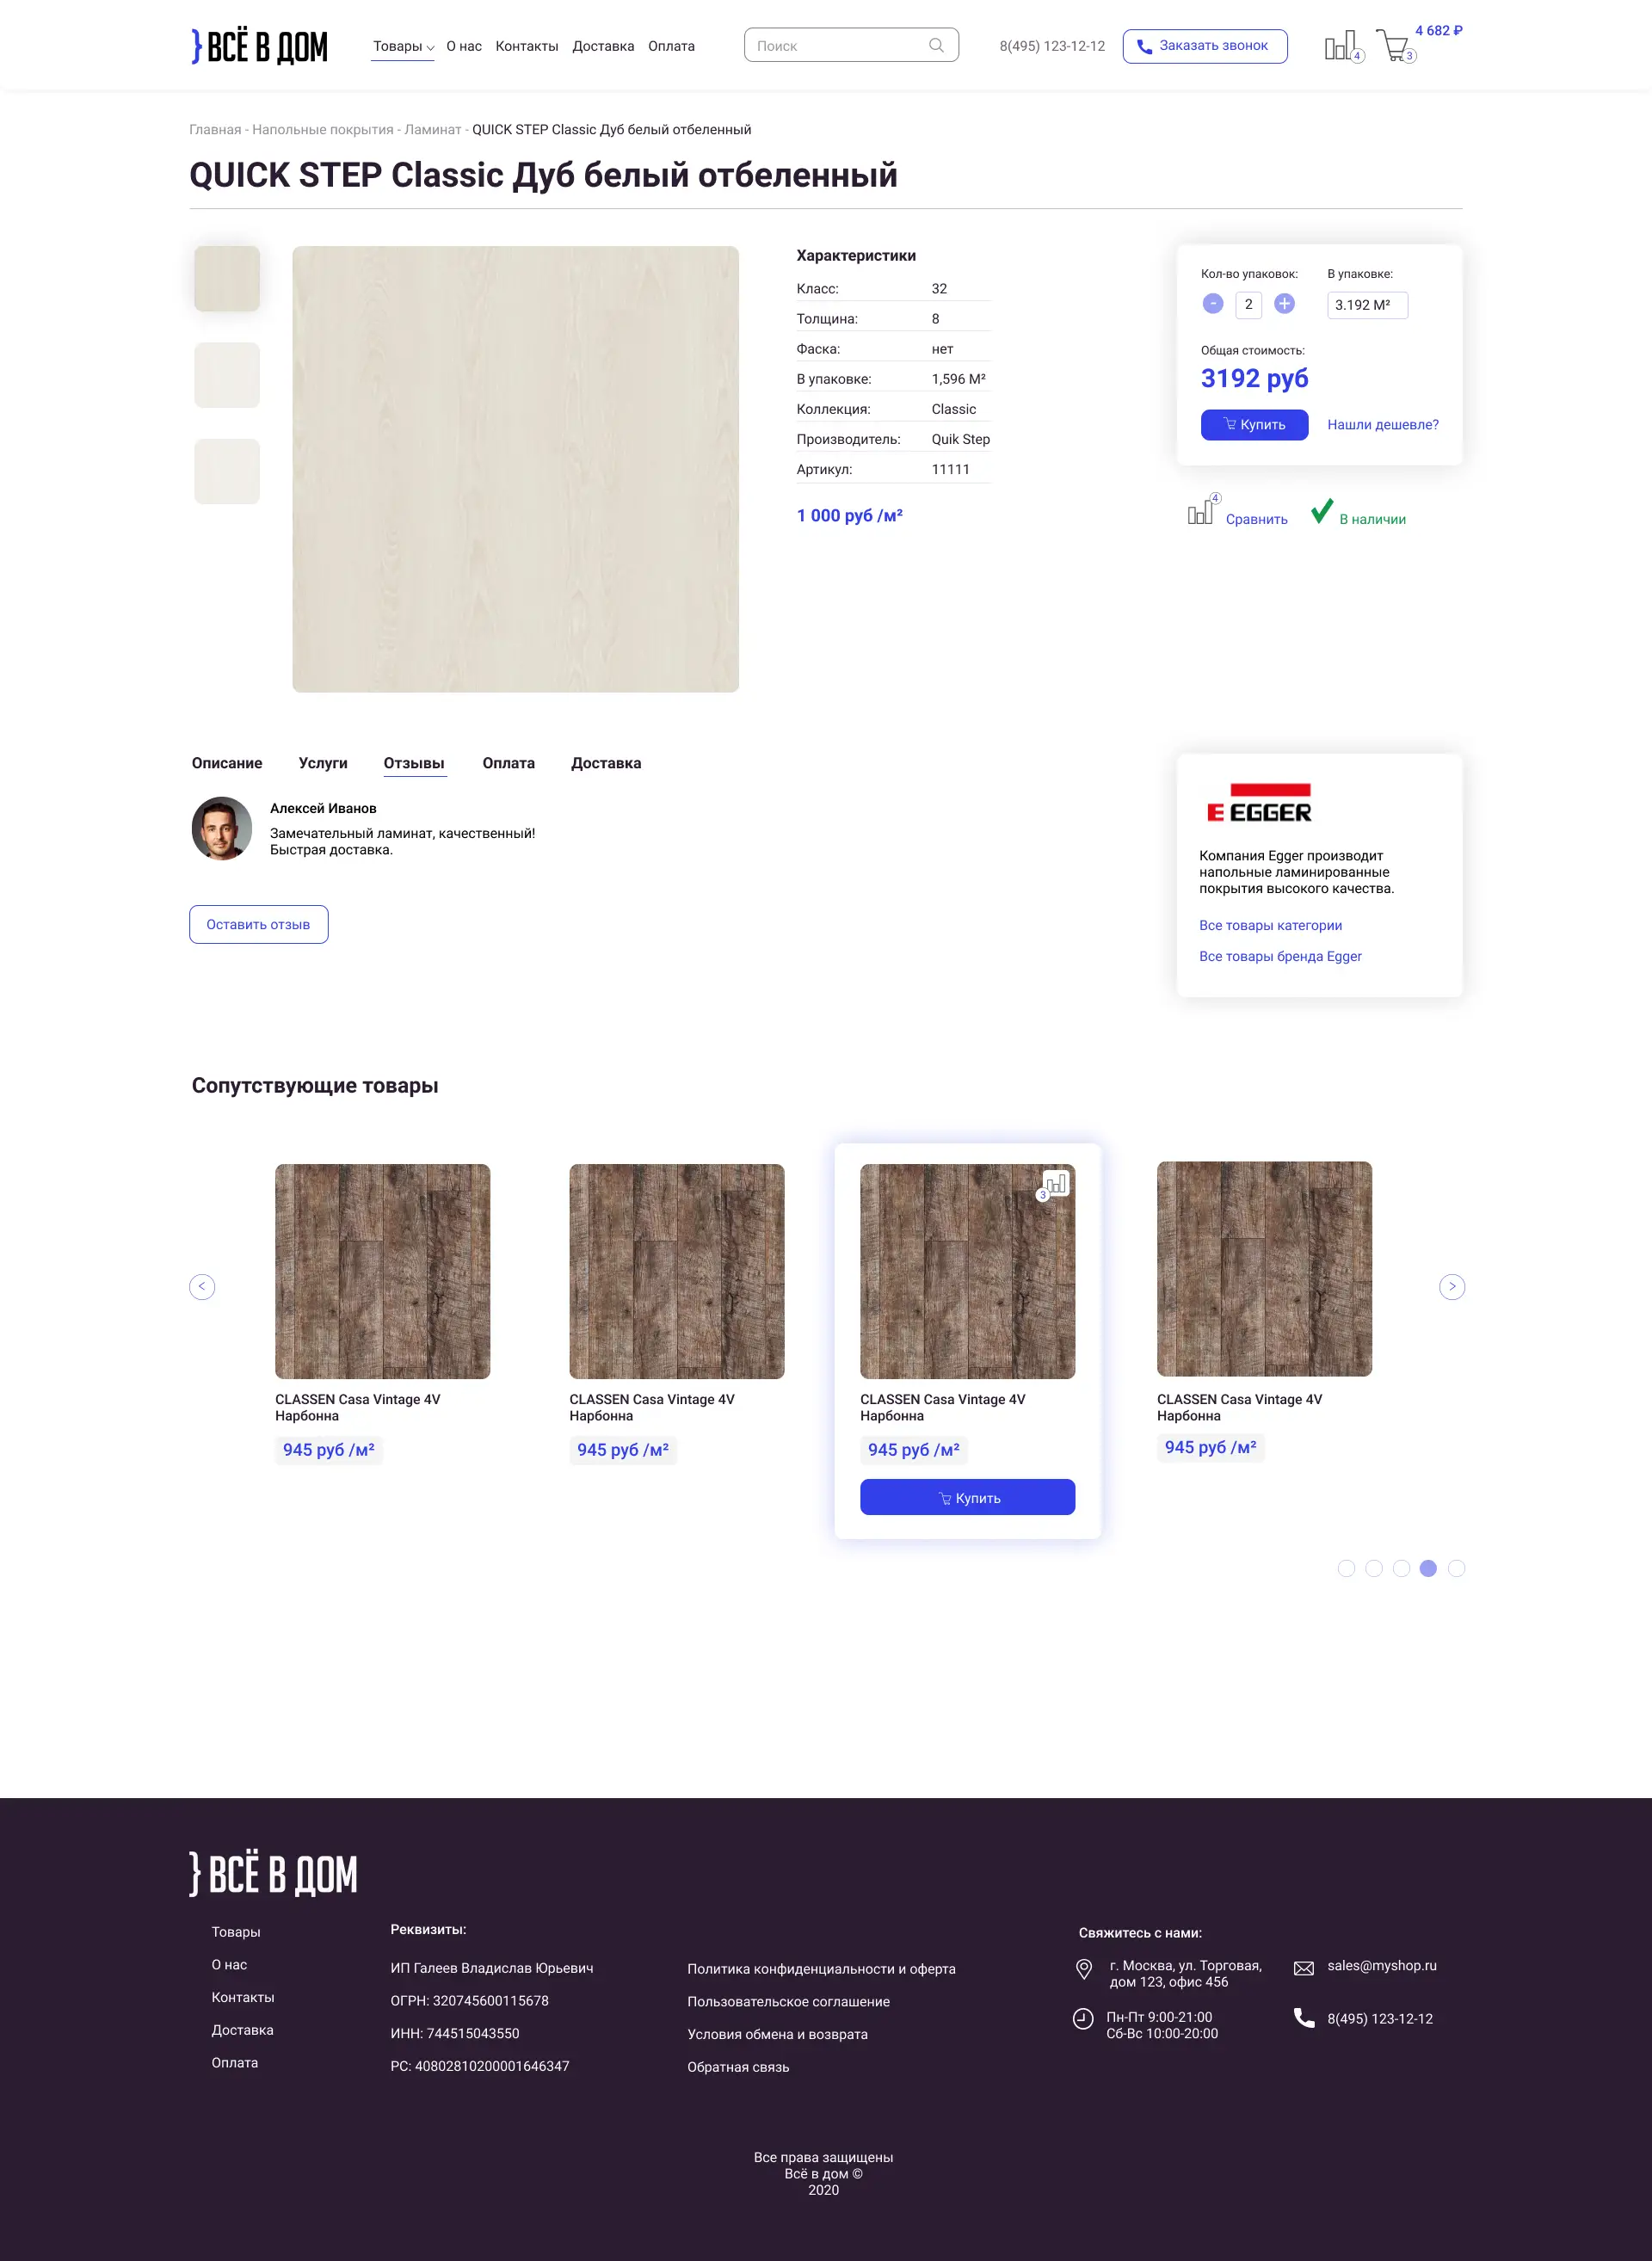 } ВСЁ В ДОМ
Товары О нас Контакты Доставка Оплата
Поиск
8(495) 123-12-12
Заказать звонок
4
3
4 682 ₽
Главная - Напольные покрытия - Ламинат - QUICK STEP Classic Дуб белый отбеленный
QUICK STEP Classic Дуб белый отбеленный
Характеристики
Класс: 32
Толщина: 8
Фаска: нет
В упаковке: 1,596 М²
Коллекция: Classic
Производитель: Quik Step
Артикул: 11111
1 000 руб /м²
Кол-во упаковок: В упаковке:
- 2 + 3.192 М²
Общая стоимость:
3192 руб
Купить Нашли дешевле?
4
Сравнить В наличии
Описание Услуги Отзывы Оплата Доставка
Алексей Иванов
Замечательный ламинат, качественный!
Быстрая доставка.
Оставить отзыв
E EGGER
Компания Egger производит
напольные ламинированные
покрытия высокого качества.
Все товары категории
Все товары бренда Egger
Сопутствующие товары
<
CLASSEN Casa Vintage 4V
Нарбонна
945 руб /м²
CLASSEN Casa Vintage 4V
Нарбонна
945 руб /м²
3
CLASSEN Casa Vintage 4V
Нарбонна
945 руб /м²
Купить
CLASSEN Casa Vintage 4V
Нарбонна
945 руб /м²
>
} ВСЁ В ДОМ
Товары
О нас
Контакты
Доставка
Оплата
Реквизиты:
ИП Галеев Владислав Юрьевич
ОГРН: 320745600115678
ИНН: 744515043550
РС: 40802810200001646347
Политика конфиденциальности и оферта
Пользовательское соглашение
Условия обмена и возврата
Обратная связь
Свяжитесь с нами:
г. Москва, ул. Торговая,
дом 123, офис 456
sales@myshop.ru
Пн-Пт 9:00-21:00
Сб-Вс 10:00-20:00
8(495) 123-12-12
Все права защищены
Всё в дом ©
2020